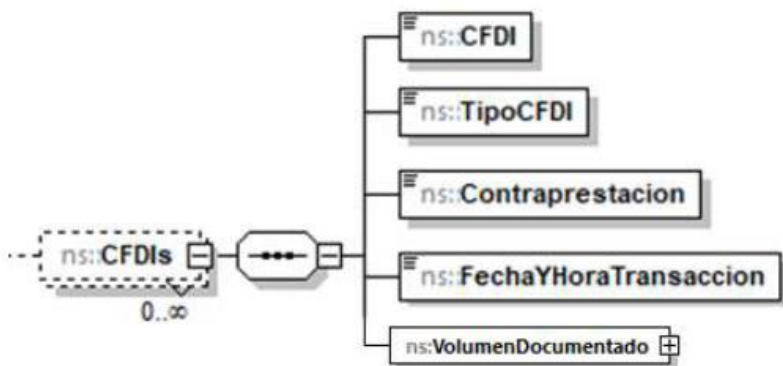 ns::CFDI
ns::TipoCFDI
ns::Contraprestacion
ns::CFDIs
ns::FechaYHoraTransaccion
0..∞
ns:VolumenDocumentado